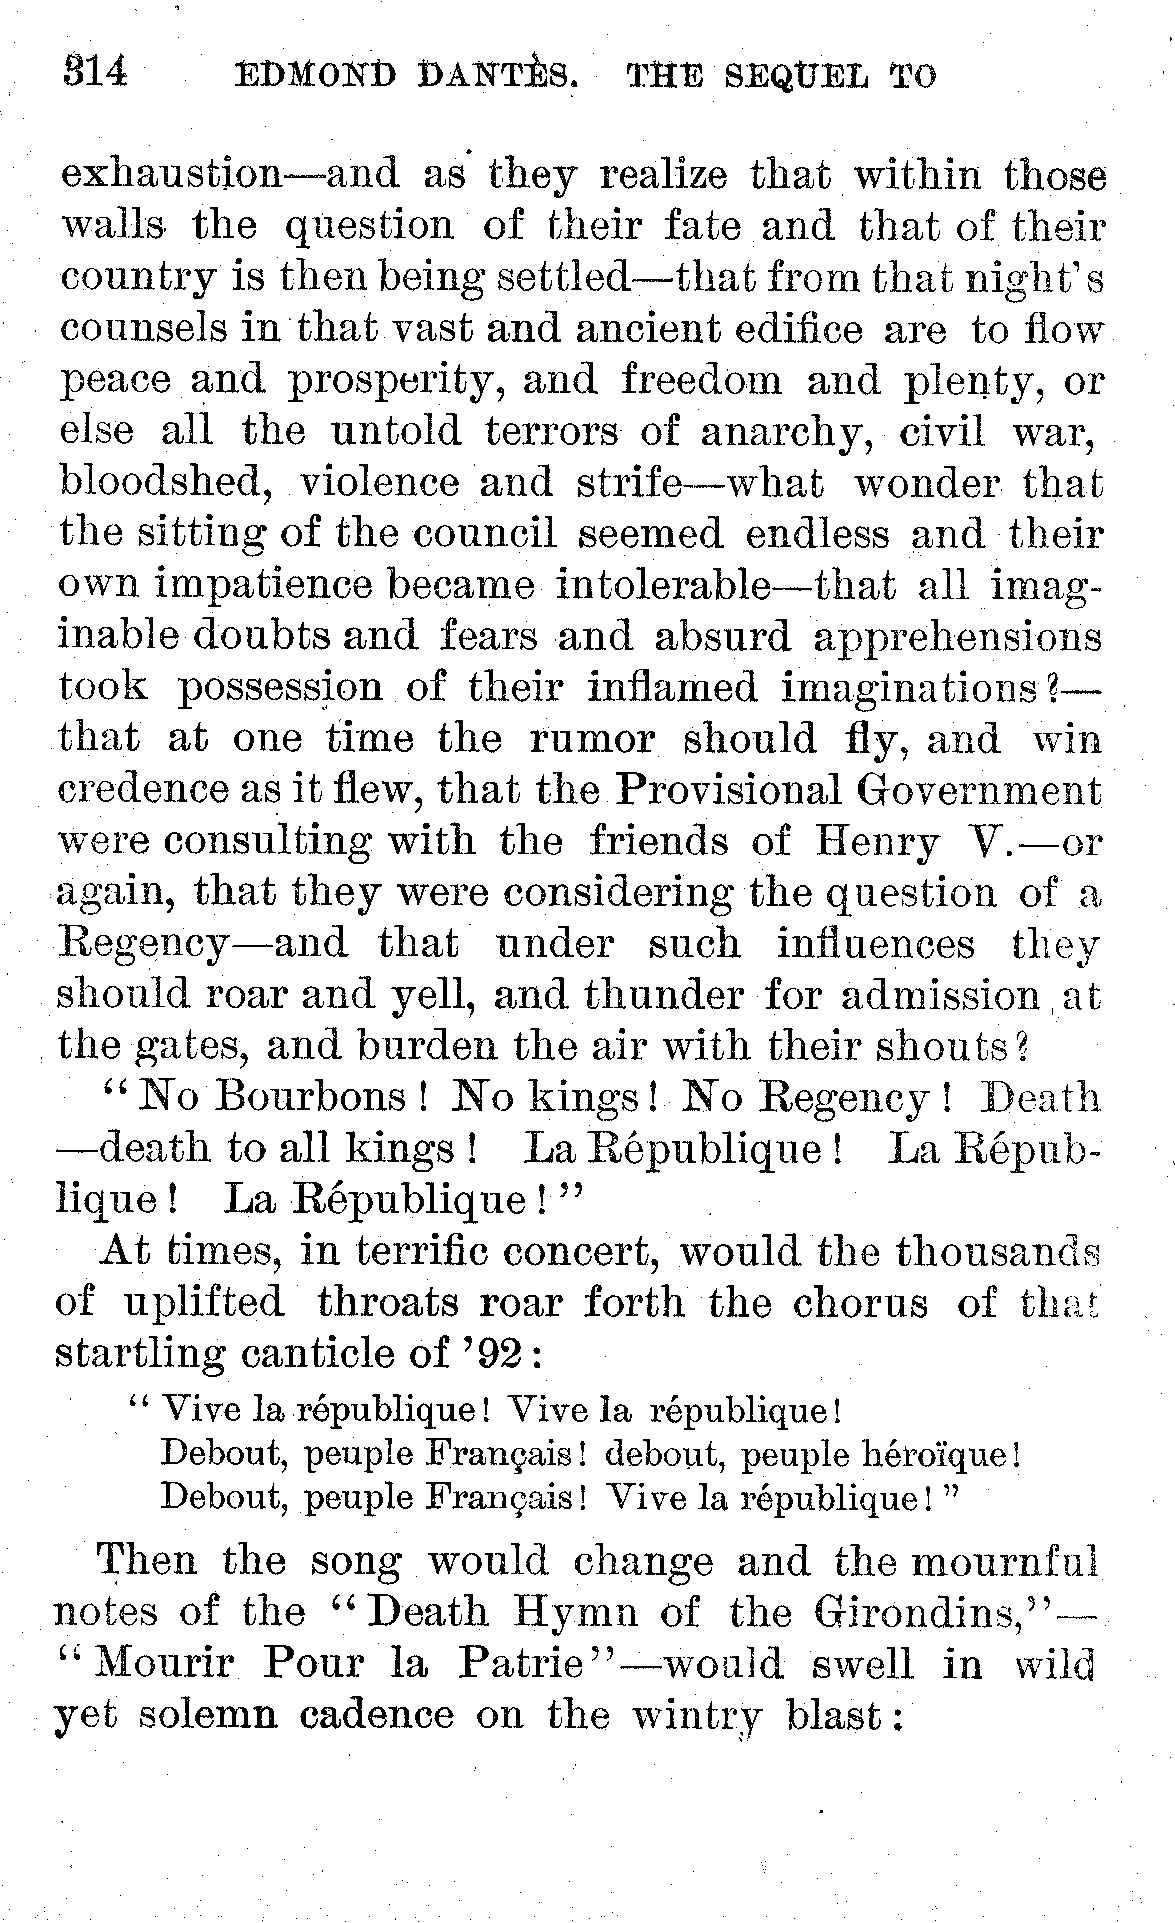 314 EDMOND DANTÈS. THE SEQUEL TO
exhaustion—and as they realize that within those
walls the question of their fate and that of their
country is then being settled—that from that night's
counsels in that vast and ancient edifice are to flow
peace and prosperity, and freedom and plenty, or
else all the untold terrors of anarchy, civil war,
bloodshed, violence and strife—what wonder that
the sitting of the council seemed endless and their
own impatience became intolerable—that all imag-
inable doubts and fears and absurd apprehensions
took possession of their inflamed imaginations?—
that at one time the rumor should fly, and win
credence as it flew, that the Provisional Government
were consulting with the friends of Henry V.—or
again, that they were considering the question of a
Regency—and that under such influences they
should roar and yell, and thunder for admission at
the gates, and burden the air with their shouts?
“No Bourbons! No kings! No Regency! Death
—death to all kings! La République! La Répub-
lique! La République!”
At times, in terrific concert, would the thousands
of uplifted throats roar forth the chorus of that
startling canticle of ’92:
“Vive la république! Vive la république!
Debout, peuple Français! debout, peuple héroïque!
Debout, peuple Français! Vive la république!”
Then the song would change and the mournful
notes of the “Death Hymn of the Girondins,”—
“Mourir Pour la Patrie”—would swell in wild
yet solemn cadence on the wintry blast: